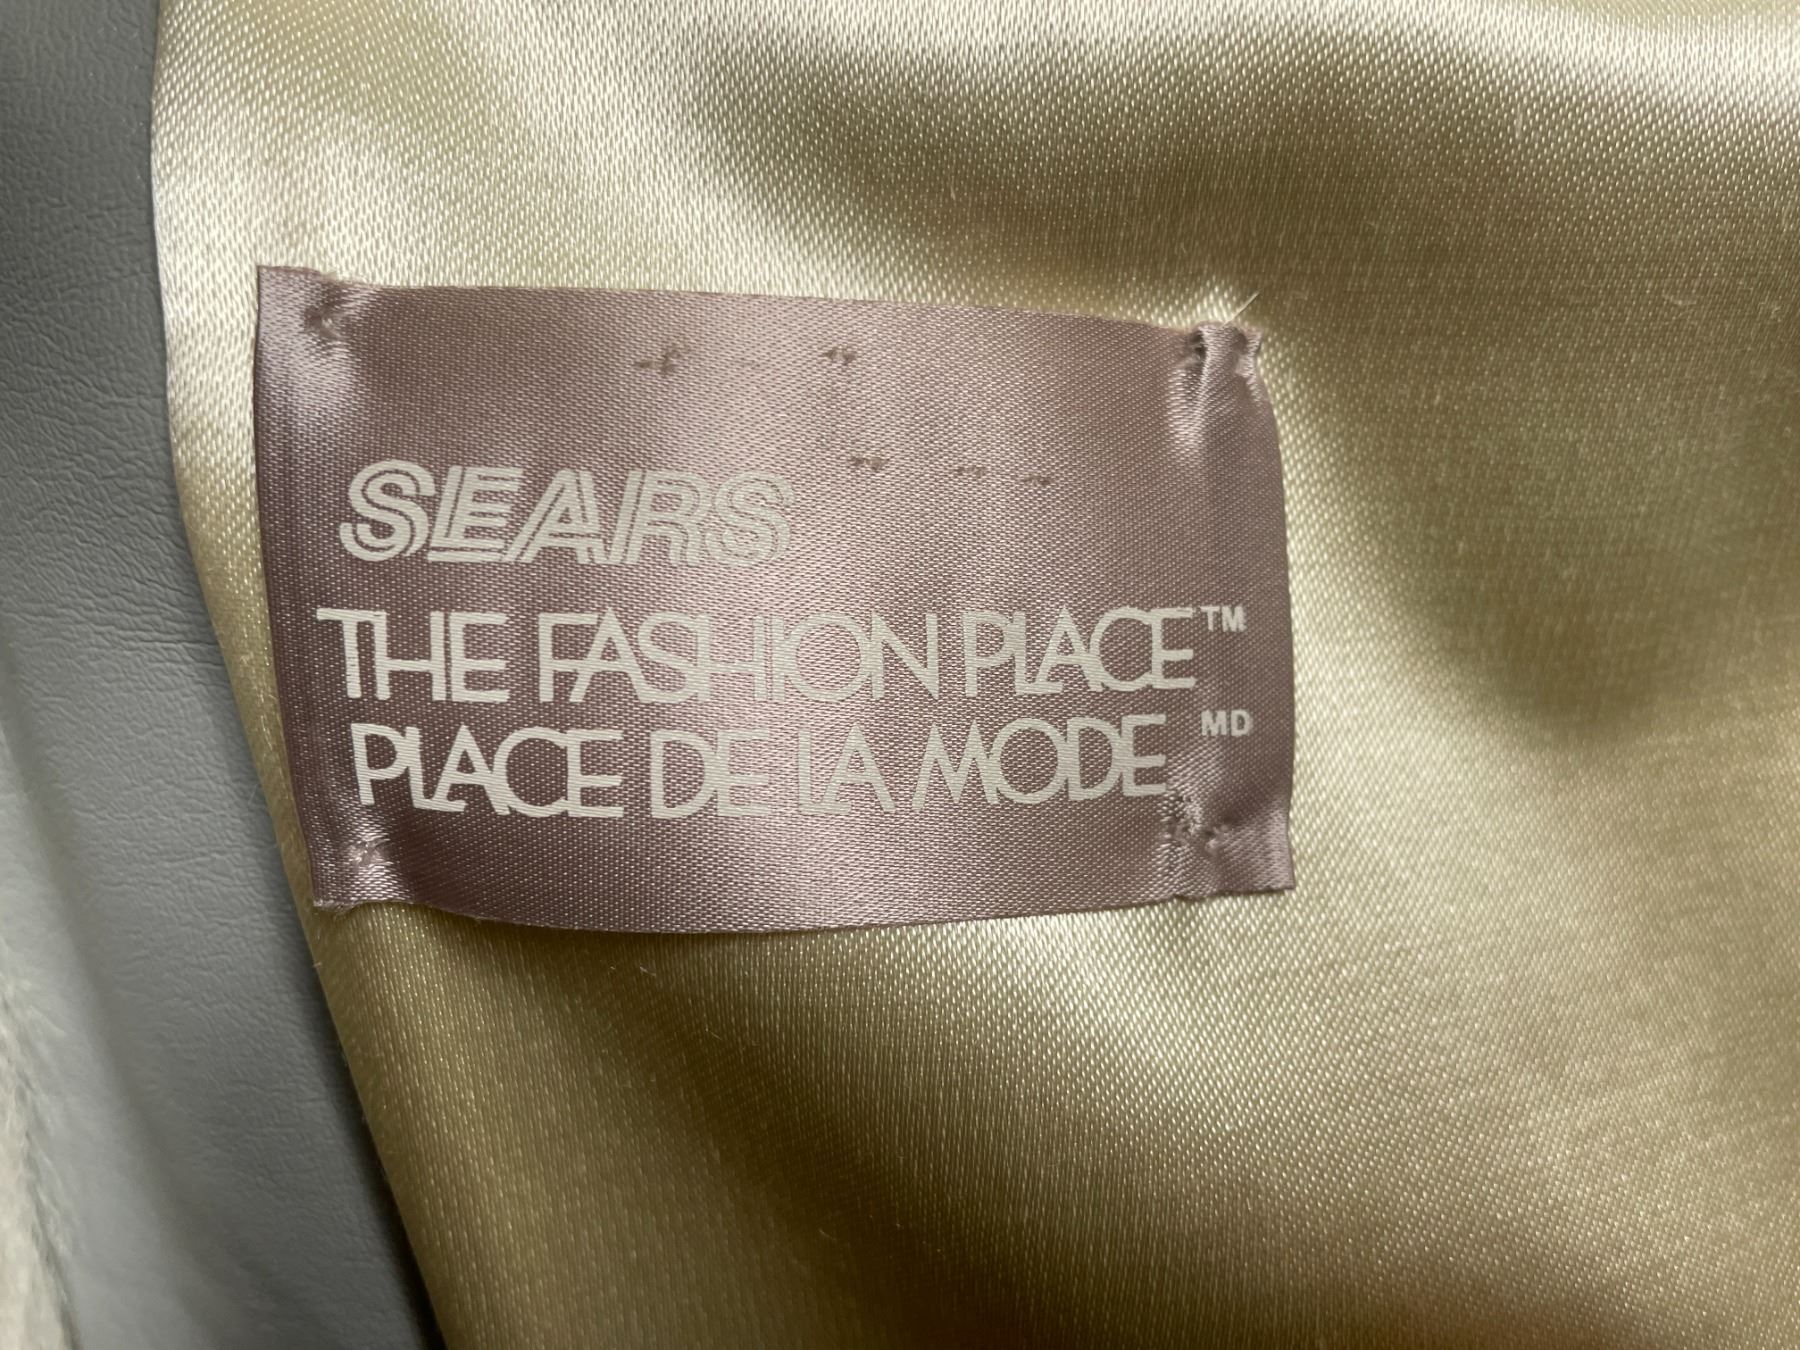 SEARS
THE FASHION PLACE™
PLACE DE LA MODE MD